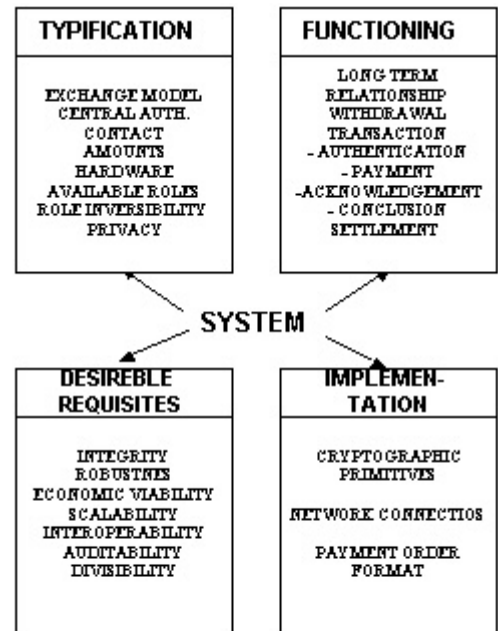 TYPIFICATION
EXCHANGE MODEL
CENTRAL AUTH.
CONTACT
AMOUNTS
HARDWARE
AVAILABLE ROLES
ROLE INVERSIBILITY
PRIVACY
FUNCTIONING
LONG TERM
RELATIONSHIP
WITHDRAWAL
TRANSACTION
- AUTHENTICATION
- PAYMENT
-ACKNOWLEDGEMENT
- CONCLUSION
SETTLEMENT
SYSTEM
DESIREBLE
REQUISITES
INTEGRITY
ROBUSTNES
ECONOMIC VIABILITY
SCALABILITY
INTEROPERABILITY
AUDITABILITY
DIVISIBILITY
IMPLEMEN-
TATION
CRYPTOGRAPHIC
PRIMITIVES
NETWORK CONNECTIOS
PAYMENT ORDER
FORMAT